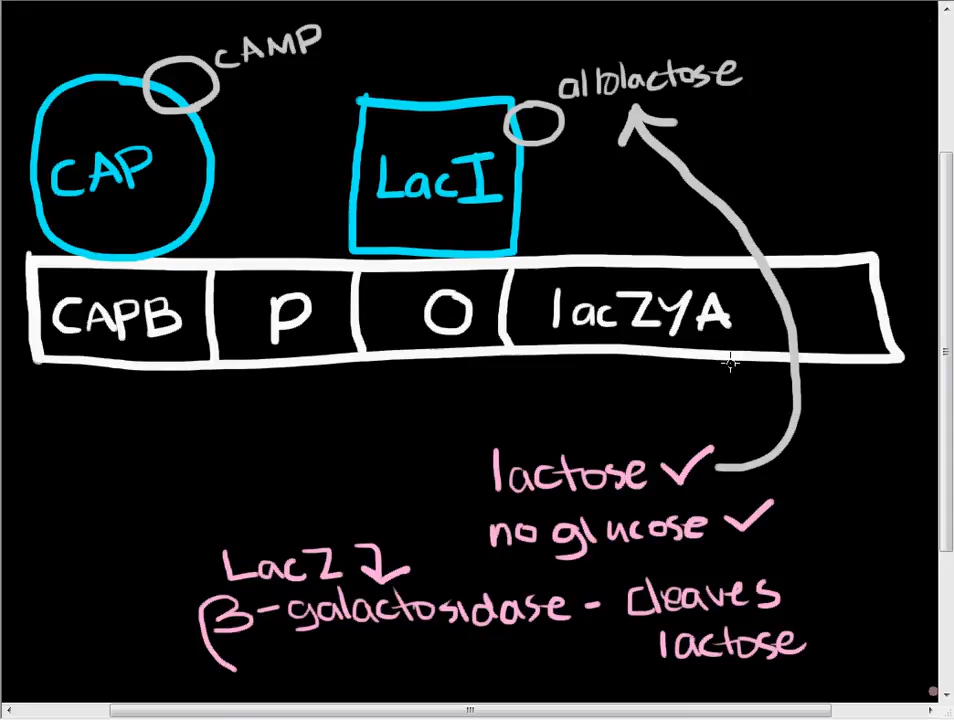 cAMP
allolactose
CAP
LacI
CAPB P O lacZYA
lactose ✓
no glucose ✓
LacZ
β-galactosidase - cleaves
lactose